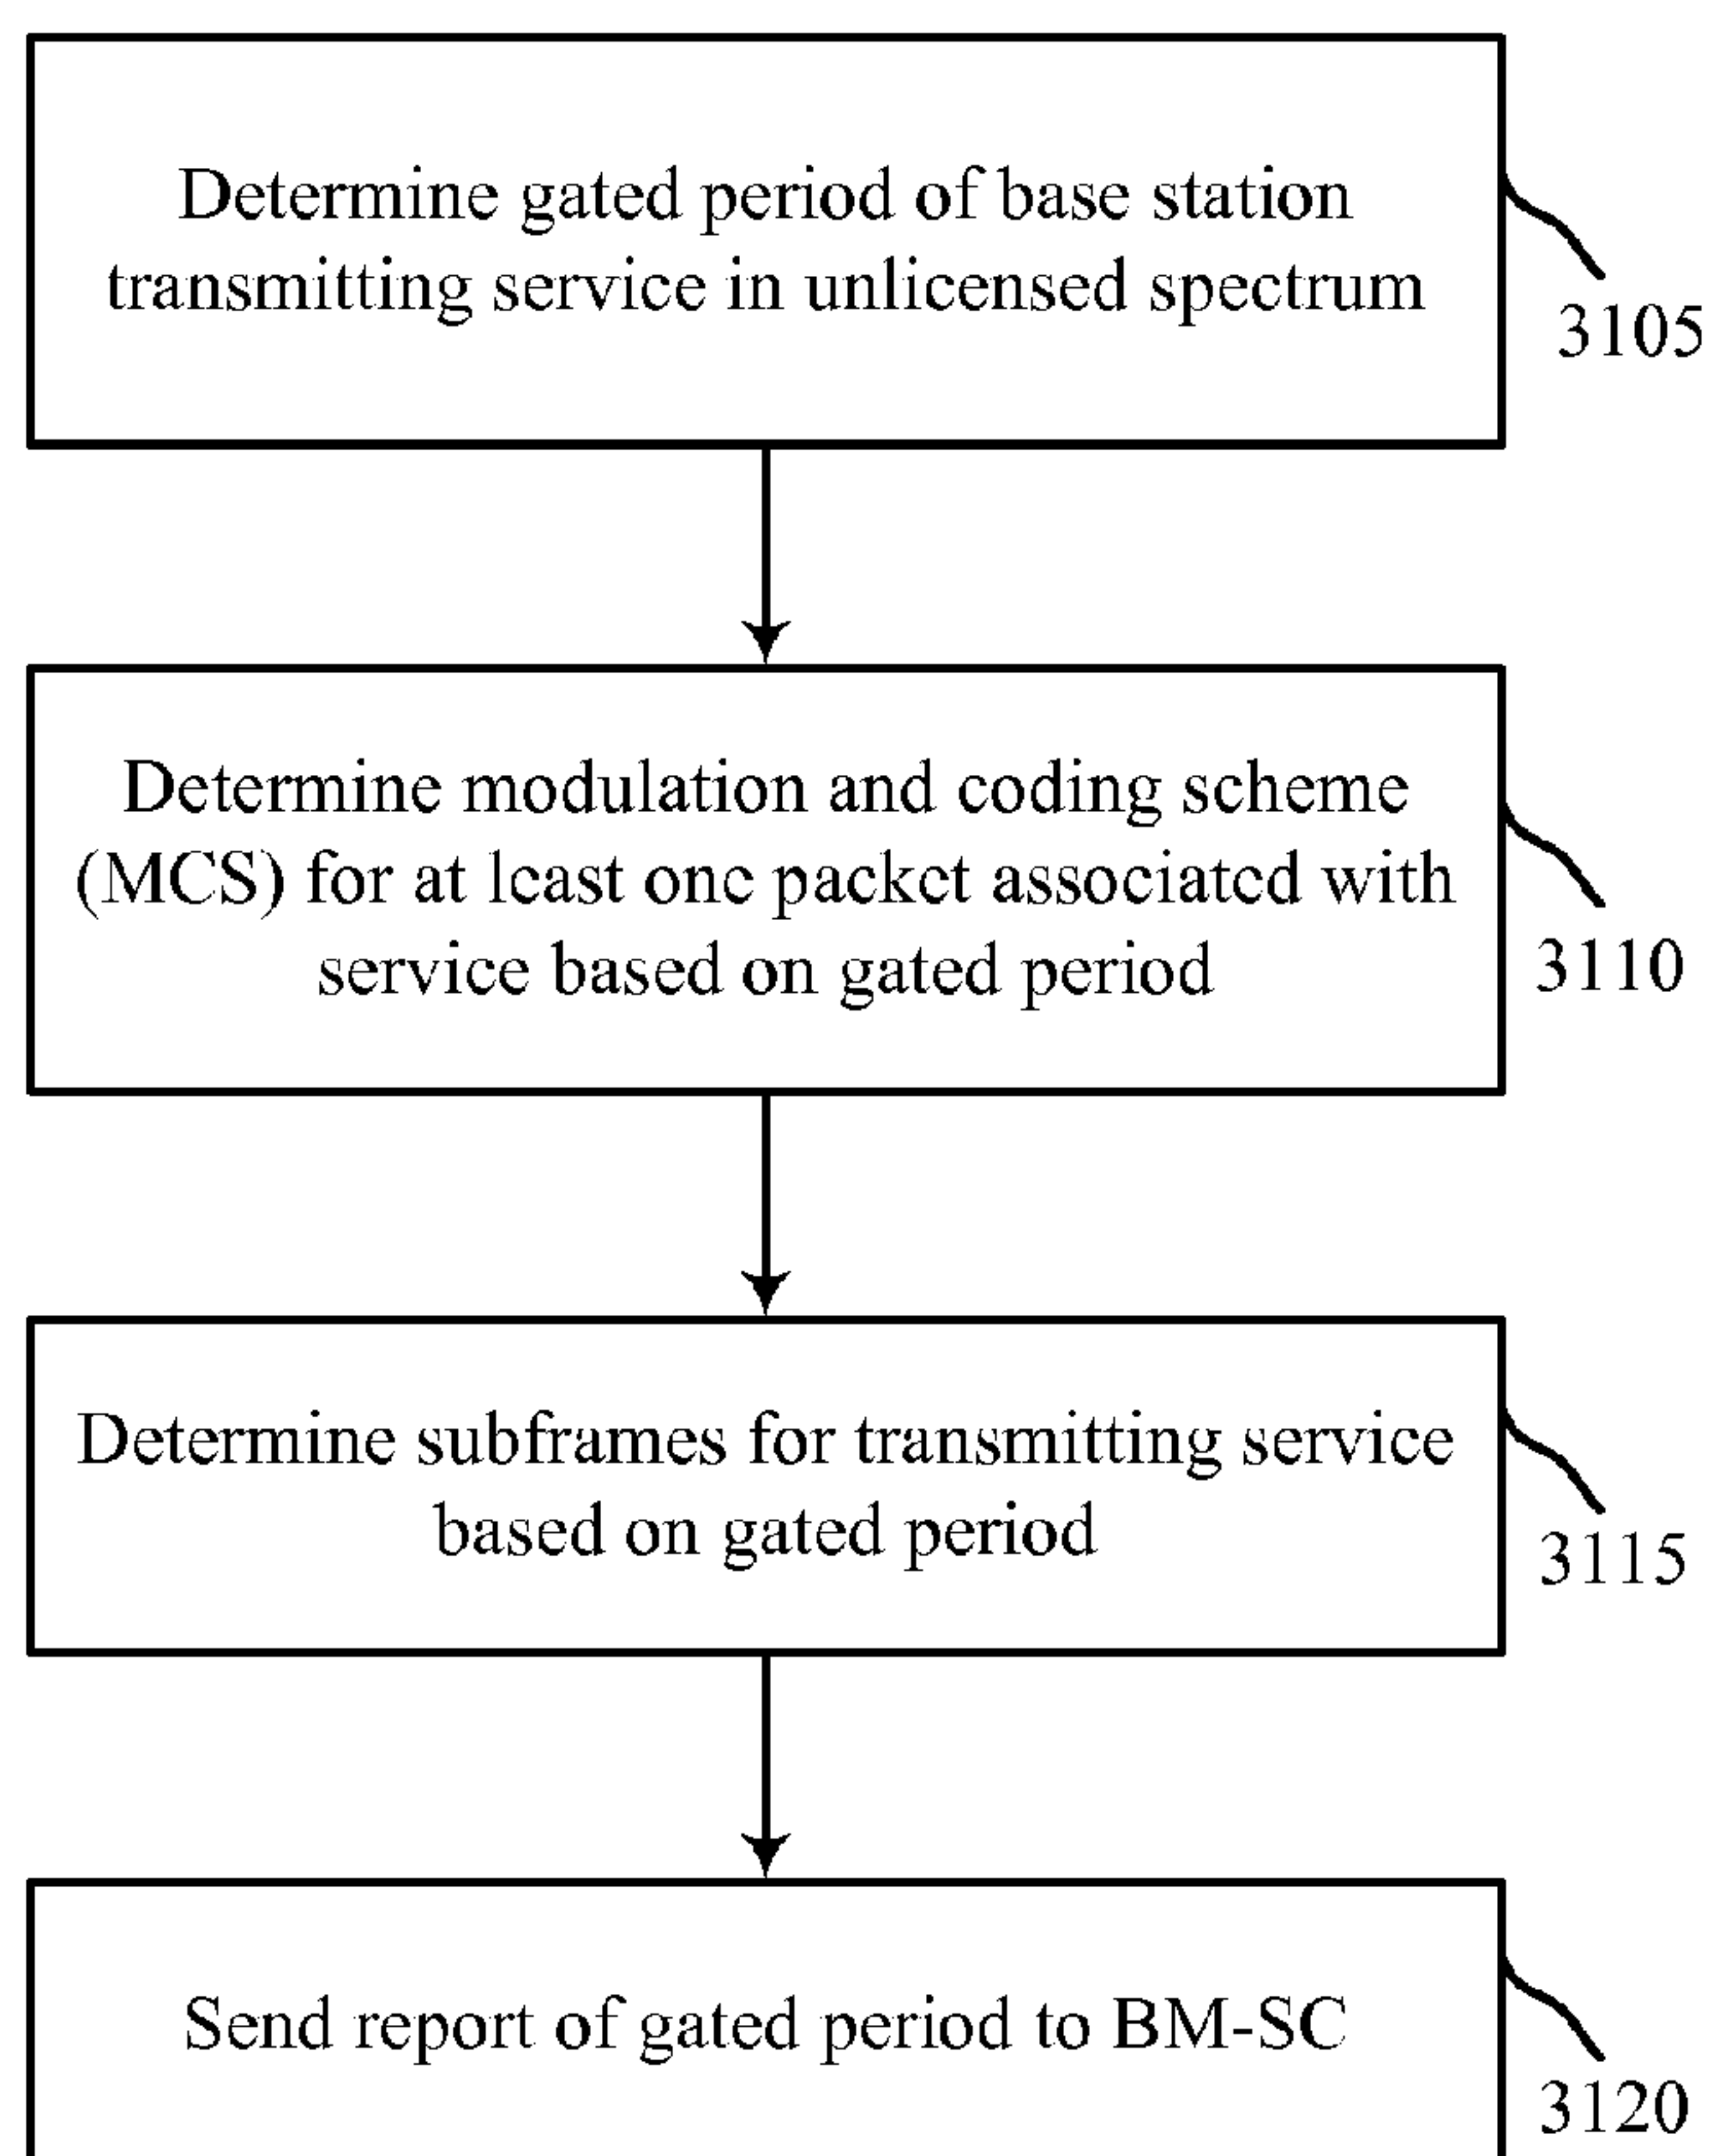 Determine gated period of base station
transmitting service in unlicensed spectrum
3105
Determine modulation and coding scheme
(MCS) for at least one packet associated with
service based on gated period
3110
Determine subframes for transmitting service
based on gated period
3115
Send report of gated period to BM-SC
3120